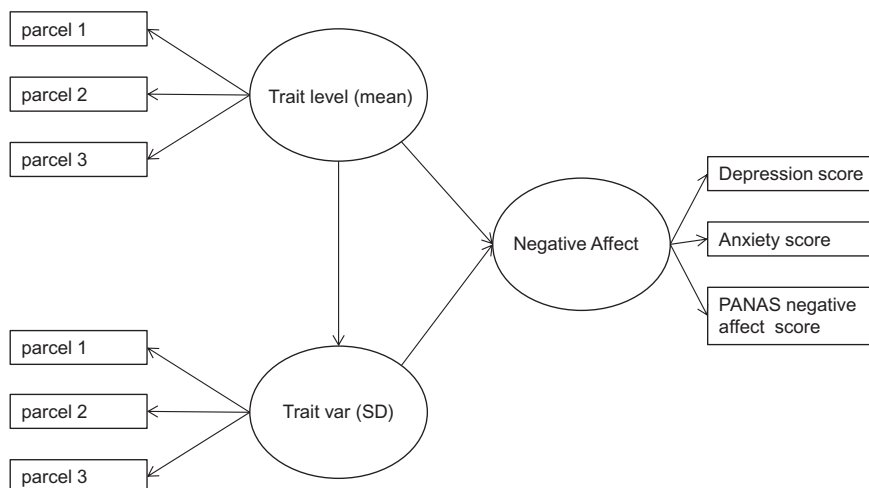 parcel 1
parcel 2
parcel 3
Trait level (mean)
Depression score
Anxiety score
PANAS negative
affect score
Negative Affect
parcel 1
parcel 2
parcel 3
Trait var (SD)